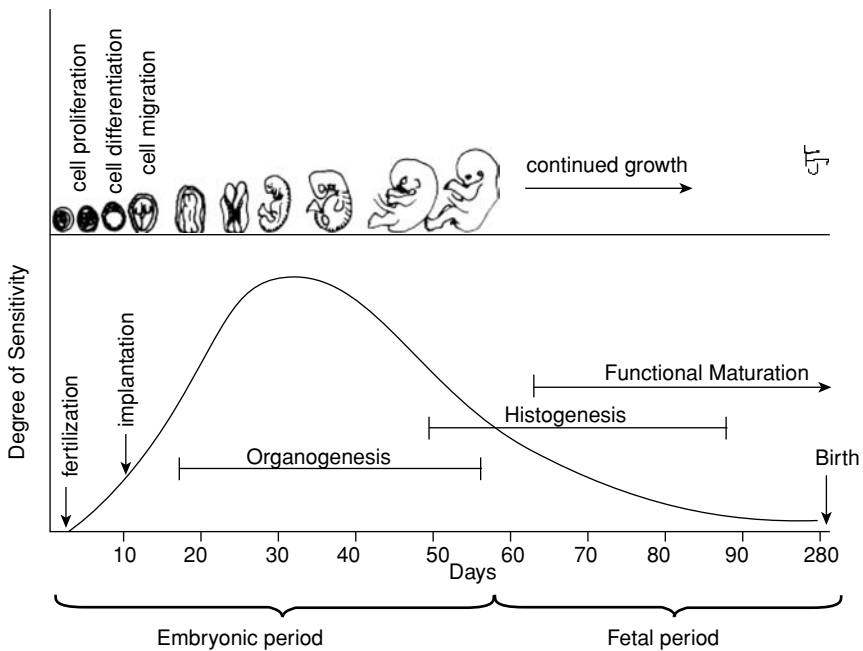 cell proliferation
cell differentiation
cell migration
continued growth
Degree of Sensitivity
fertilization
implantation
Functional Maturation
Histogenesis
Organogenesis
Birth
10 20 30 40 50 60 70 80 90 280
Days
Embryonic period
Fetal period